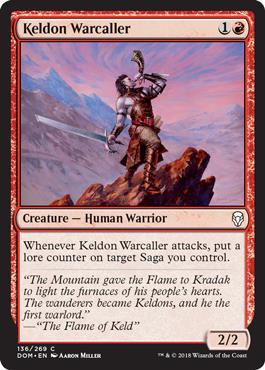 Keldon Warcaller 1
Creature — Human Warrior
Whenever Keldon Warcaller attacks, put a
lore counter on target Saga you control.
“The Mountain gave the Flame to Kradak
to light the furnaces of his people’s hearts.
The wanderers became Keldons, and he
the first warlord.”
—“The Flame of Keld”
2/2
136/269 C
DOM • EN Aaron Miller
™ & © 2018 Wizards of the Coast